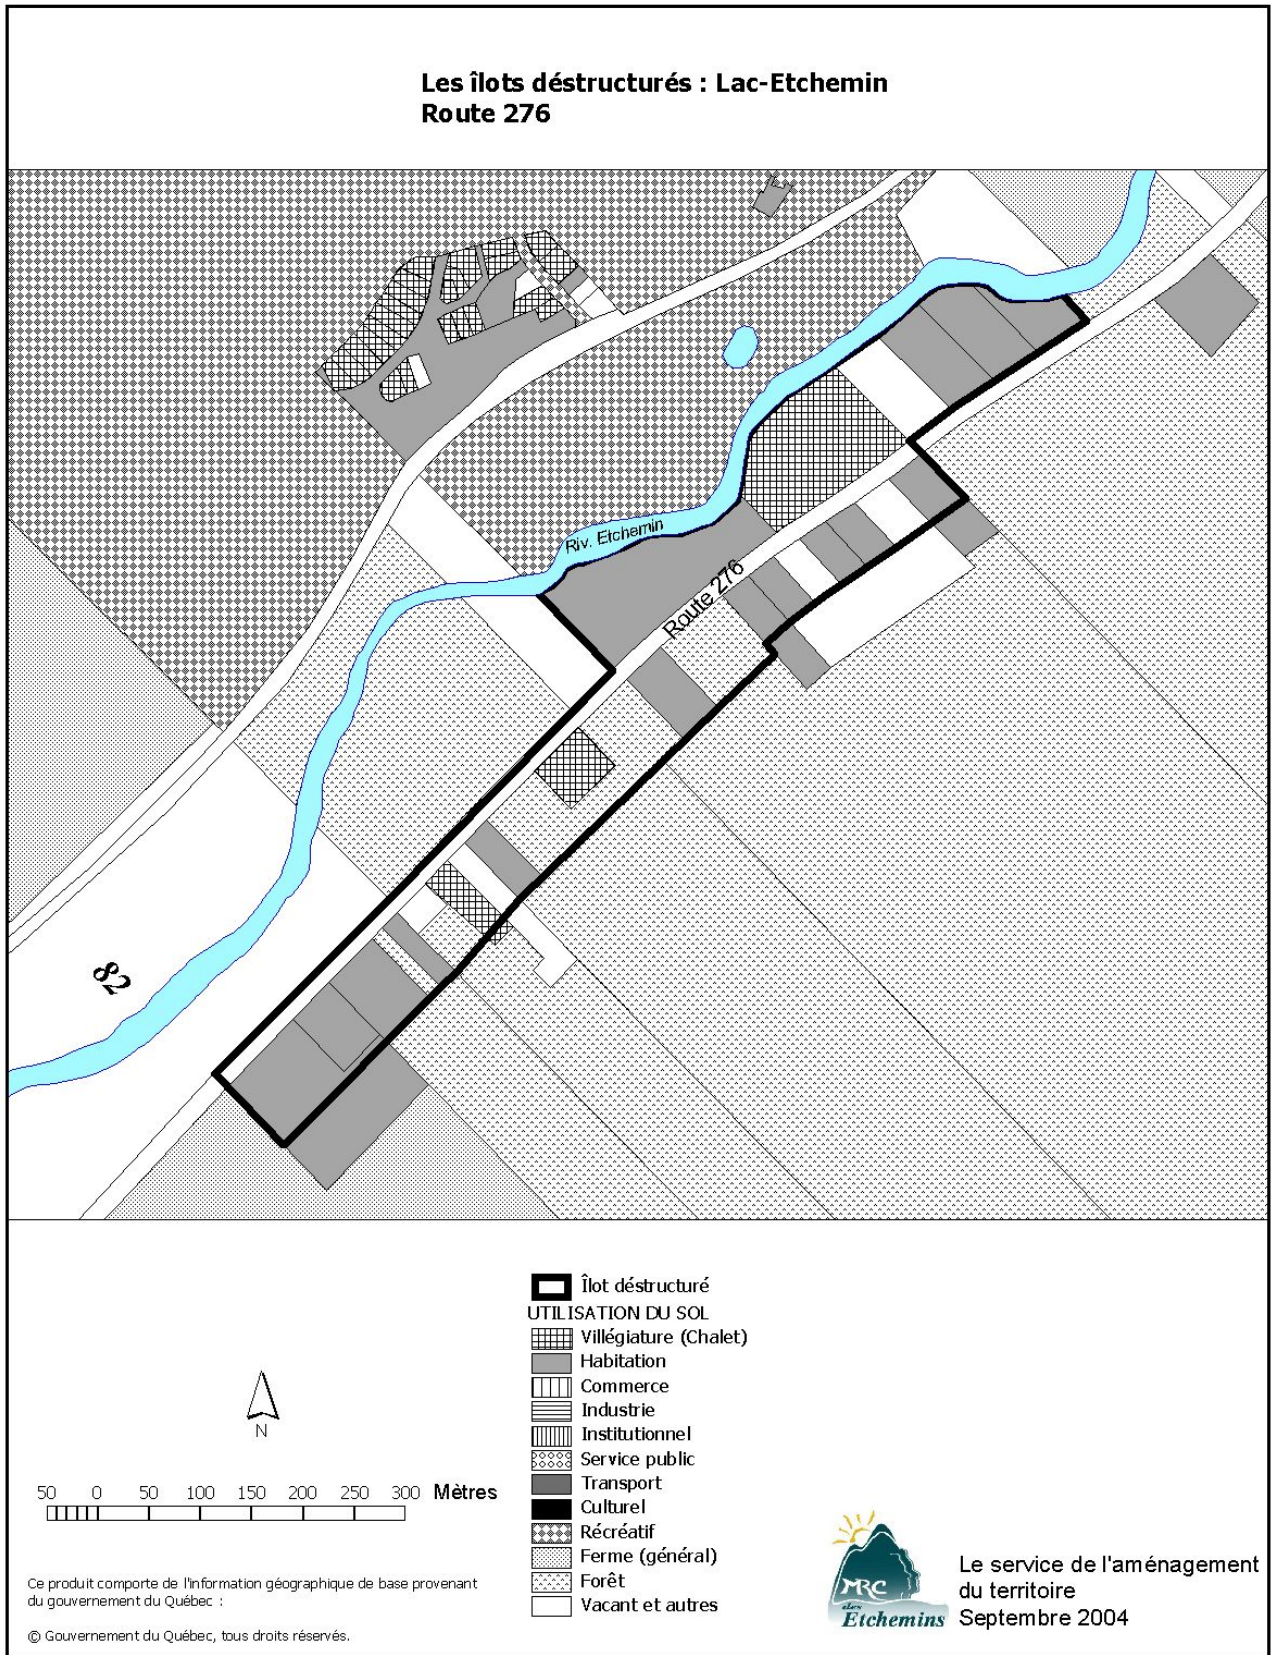 Les îlots déstructurés : Lac-Etchemin
Route 276
Riv. Etchemin
Route 276
82
Îlot déstructuré
UTILISATION DU SOL
Villégiature (Chalet)
Habitation
Commerce
Industrie
Institutionnel
Service public
Transport
Culturel
Récréatif
Ferme (général)
Forêt
Vacant et autres
N
50 0 50 100 150 200 250 300 Mètres
Ce produit comporte de l'information géographique de base provenant
du gouvernement du Québec :
© Gouvernement du Québec, tous droits réservés.
MRC
des
Etchemins
Le service de l'aménagement
du territoire
Septembre 2004